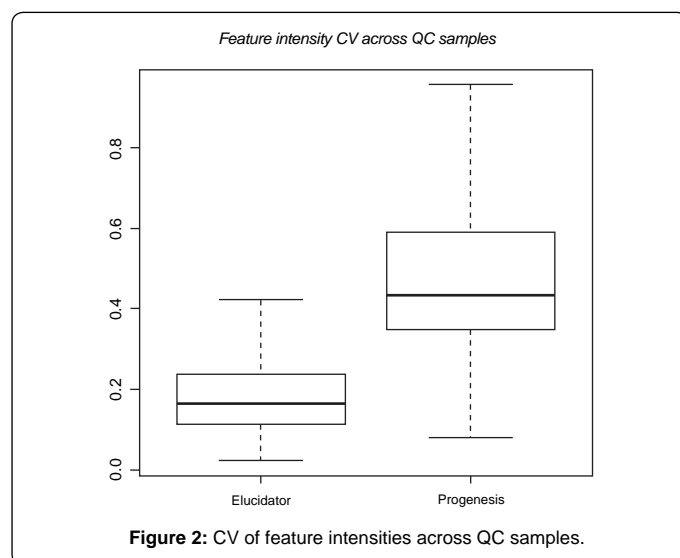 Feature intensity CV across QC samples
0.8
0.6
0.4
0.2
0.0
Elucidator Progenesis
Figure 2: CV of feature intensities across QC samples.